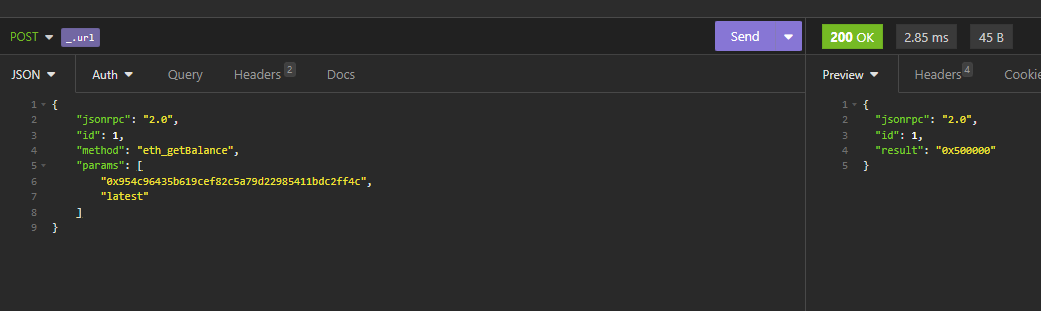 POST _.url Send 200 OK 2.85 ms 45 B
JSON Auth Query Headers 2 Docs Preview Headers 4 Cookie
1 {
2 "jsonrpc": "2.0",
3 "id": 1,
4 "method": "eth_getBalance",
5 "params": [
6 "0x954c96435b619cef82c5a79d22985411bdc2ff4c",
7 "latest"
8 ]
9 }
1 {
2 "jsonrpc": "2.0",
3 "id": 1,
4 "result": "0x500000"
5 }